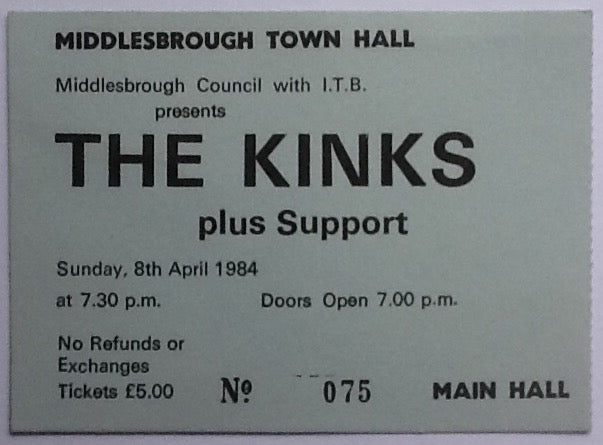 MIDDLESBROUGH TOWN HALL
Middlesbrough Council with I.T.B.
presents
THE KINKS
plus Support
Sunday, 8th April 1984
at 7.30 p.m. Doors Open 7.00 p.m.
No Refunds or
Exchanges
Tickets £5.00 Nº 075 MAIN HALL